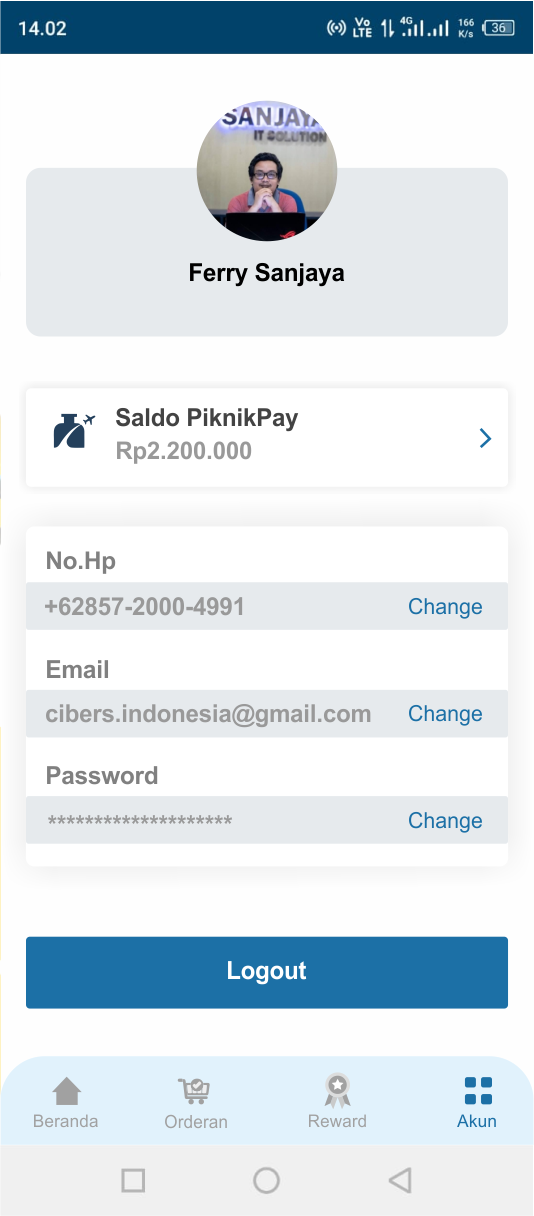 14.02
Vo LTE 4G 166 K/s 36
SANJAYA
IT SOLUTION
Ferry Sanjaya
Saldo PiknikPay
Rp2.200.000
No.Hp
+62857-2000-4991 Change
Email
cibers.indonesia@gmail.com Change
Password
******************** Change
Logout
Beranda Orderan Reward Akun